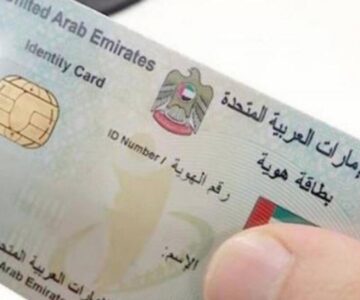 United Arab Emirates
Identity Card
الإمارات العربية المتحدة
بطاقة هوية
ID Number / رقم الهوية
الإسم:
الإمارات العربية المتحدة
Arab Emirates